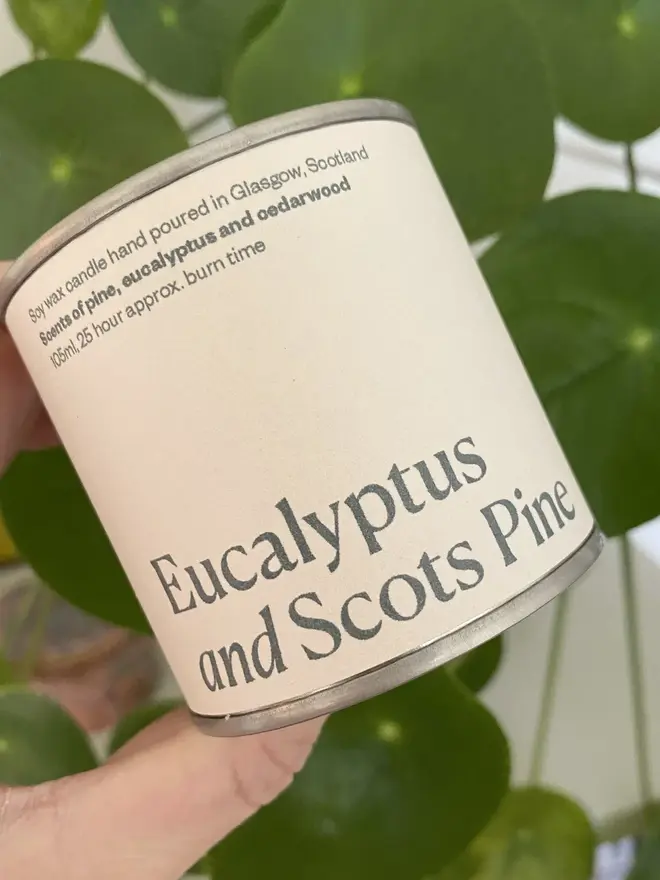 Soy wax candle hand poured in Glasgow, Scotland
Scents of pine, eucalyptus and cedarwood
105ml, 25 hour approx. burn time
Eucalyptus
and Scots Pine